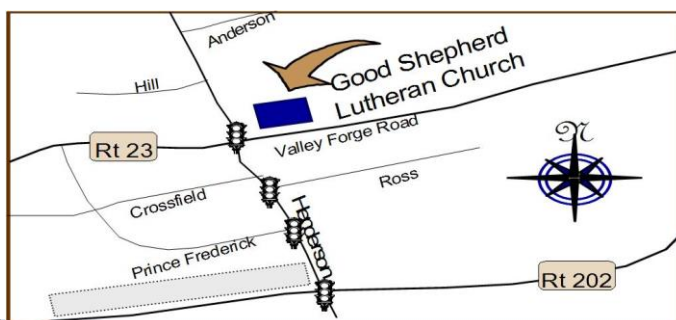 Anderson
Good Shepherd
Lutheran Church
Hill
Valley Forge Road
Rt 23
N
Ross
Crossfield
Henderson
Prince Frederick
Rt 202